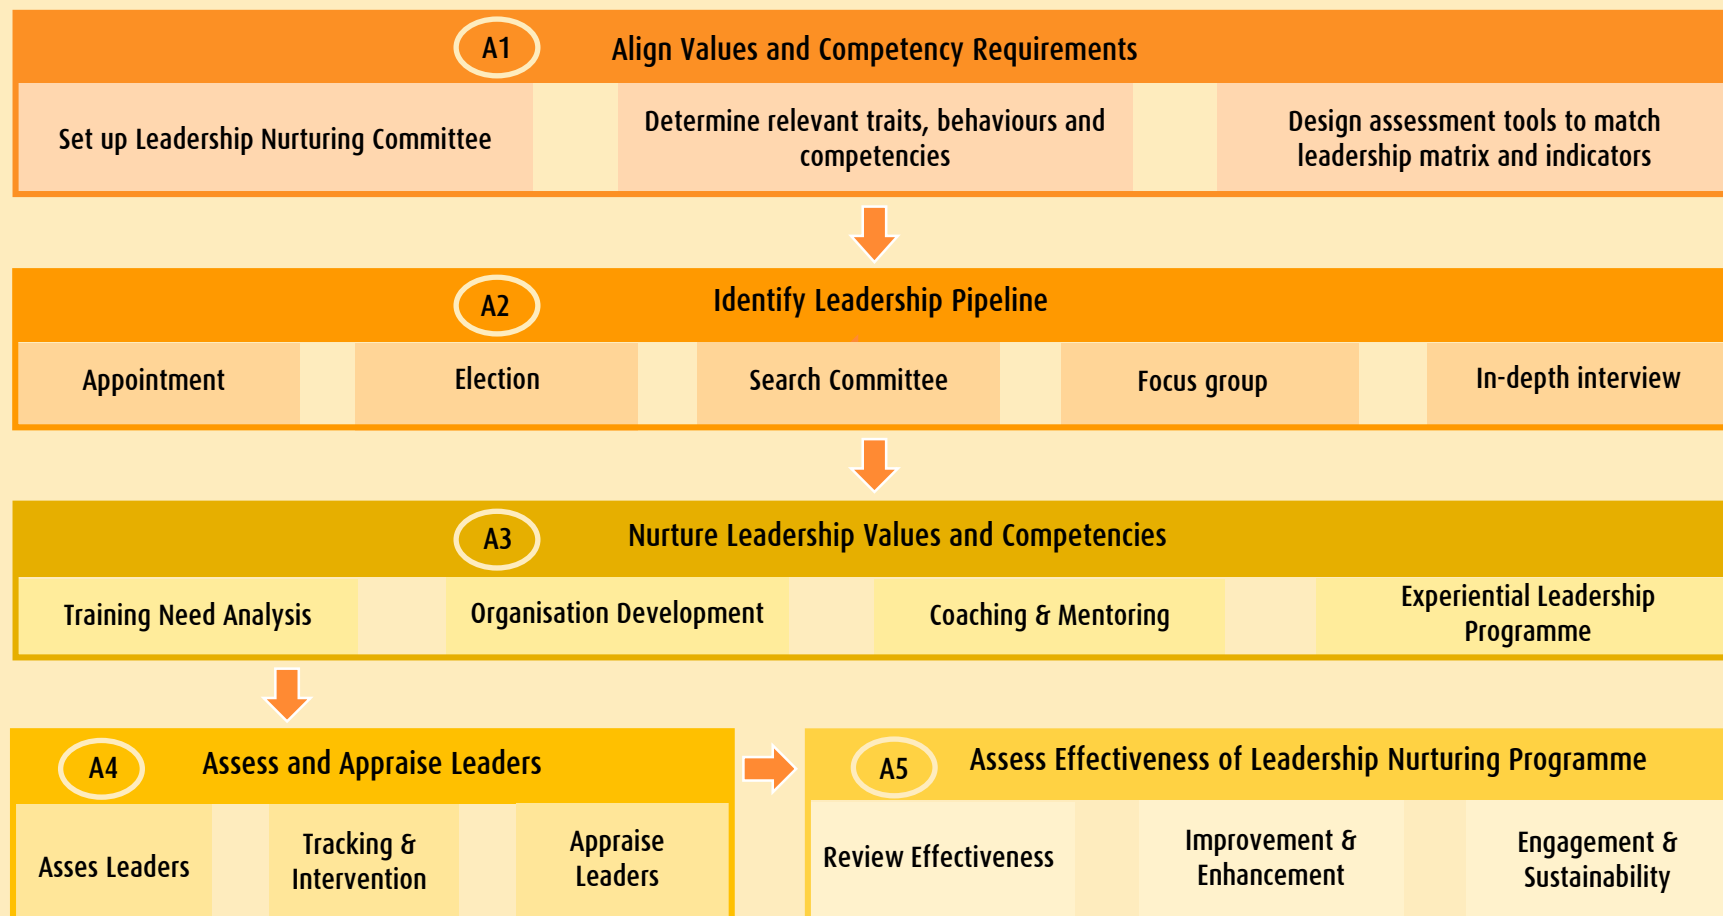 A1
Align Values and Competency Requirements
Set up Leadership Nurturing Committee
Determine relevant traits, behaviours and
competencies
Design assessment tools to match
leadership matrix and indicators
A2
Identify Leadership Pipeline
Appointment
Election
Search Committee
Focus group
In-depth interview
A3
Nurture Leadership Values and Competencies
Training Need Analysis
Organisation Development
Coaching & Mentoring
Experiential Leadership
Programme
A4
Assess and Appraise Leaders
Asses Leaders
Tracking &
Intervention
Appraise
Leaders
A5
Assess Effectiveness of Leadership Nurturing Programme
Review Effectiveness
Improvement &
Enhancement
Engagement &
Sustainability